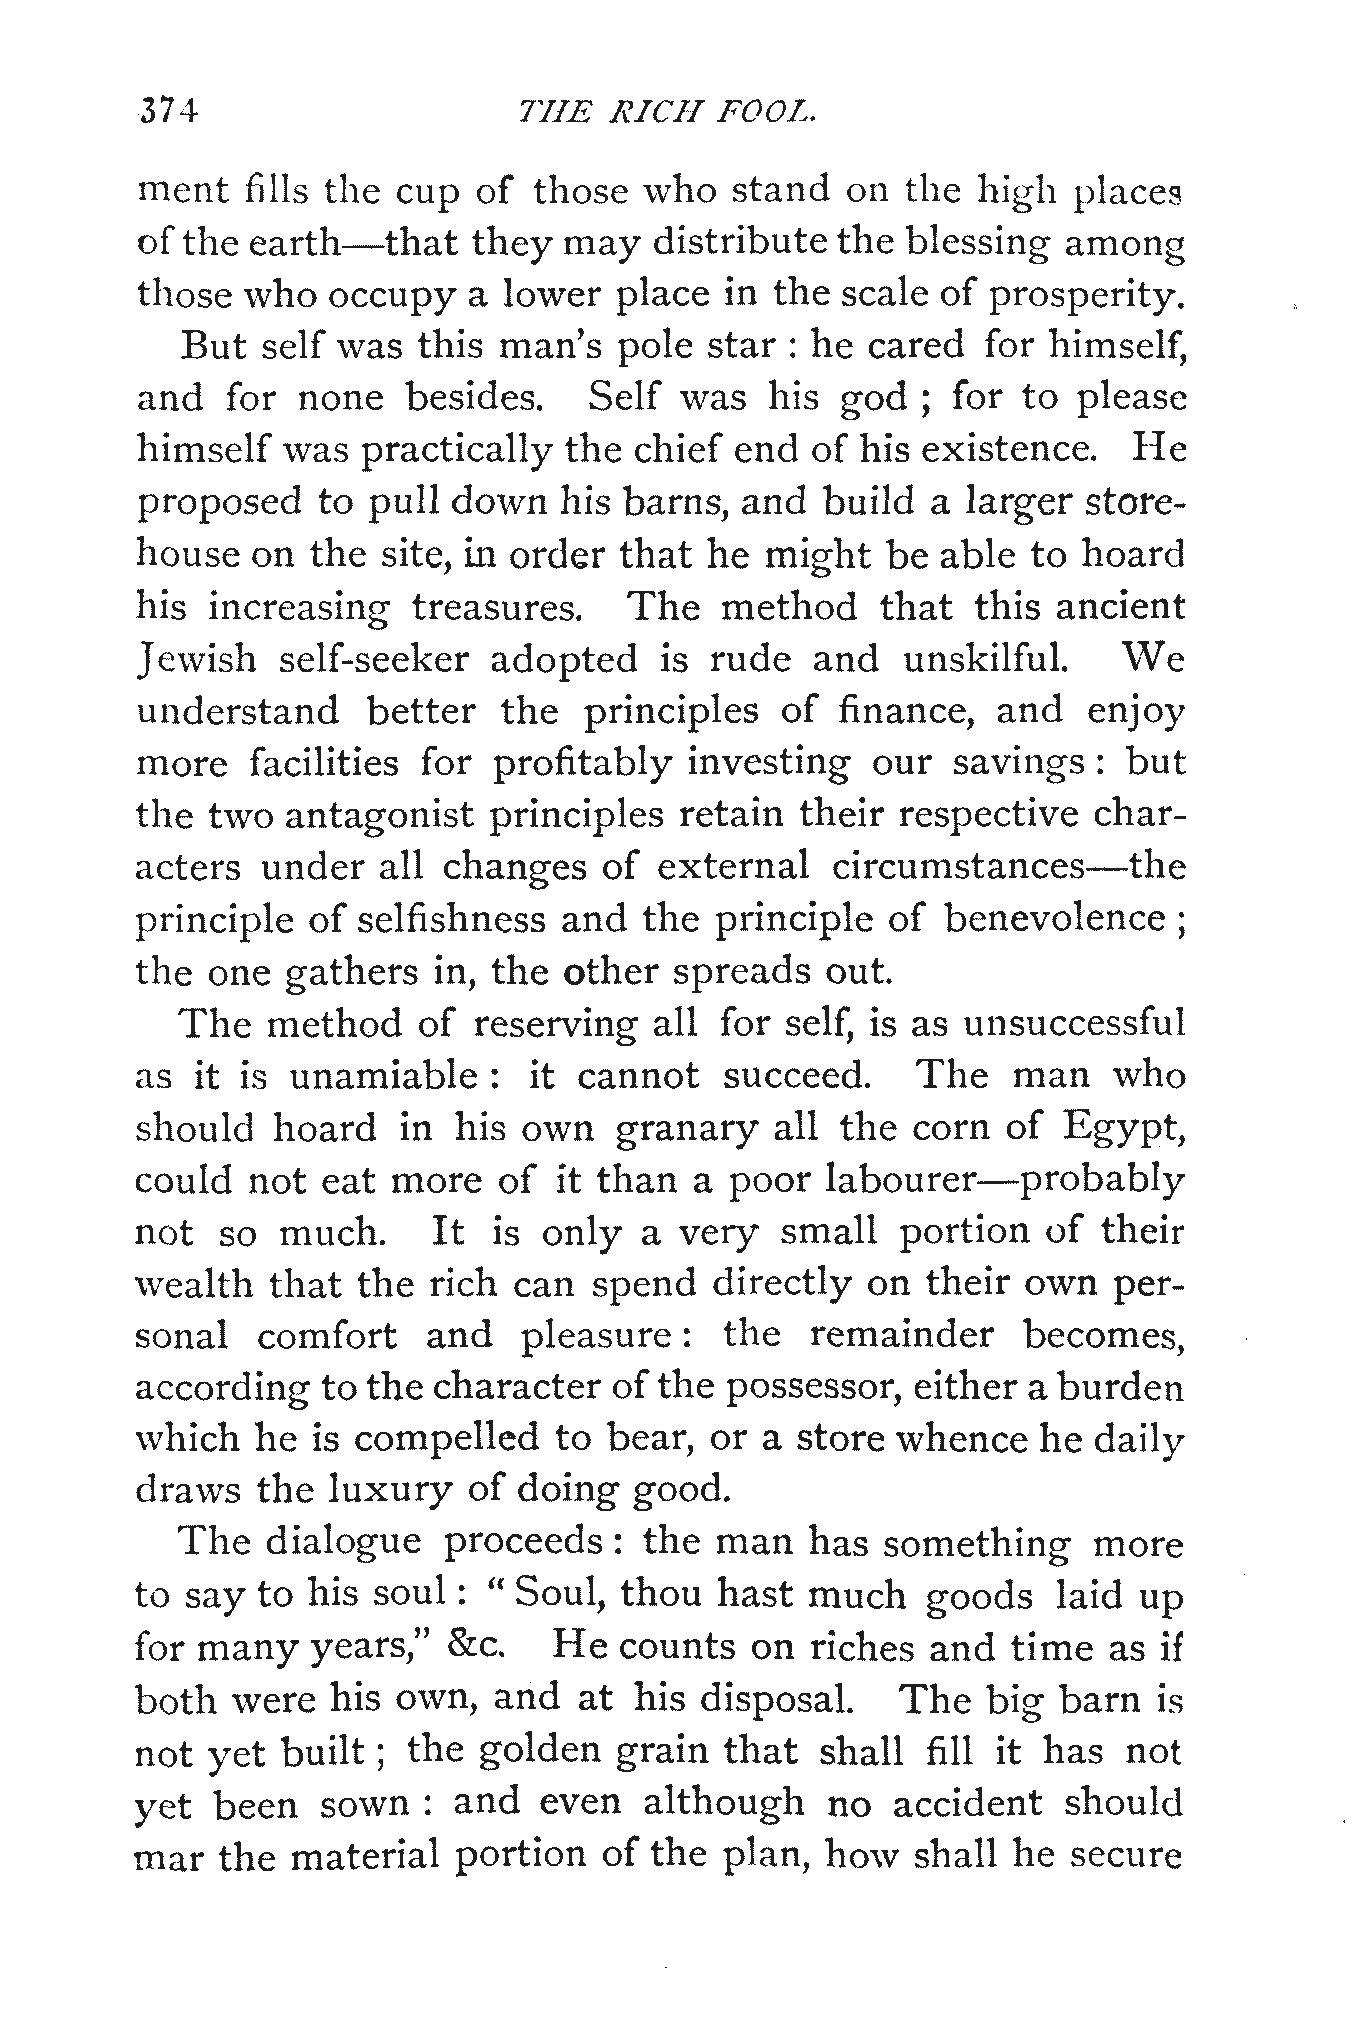 374 THE RICH FOOL.
ment fills the cup of those who stand on the high places
of the earth—that they may distribute the blessing among
those who occupy a lower place in the scale of prosperity.
But self was this man's pole star : he cared for himself,
and for none besides. Self was his god ; for to please
himself was practically the chief end of his existence. He
proposed to pull down his barns, and build a larger store-
house on the site, in order that he might be able to hoard
his increasing treasures. The method that this ancient
Jewish self-seeker adopted is rude and unskilful. We
understand better the principles of finance, and enjoy
more facilities for profitably investing our savings : but
the two antagonist principles retain their respective char-
acters under all changes of external circumstances—the
principle of selfishness and the principle of benevolence ;
the one gathers in, the other spreads out.
The method of reserving all for self, is as unsuccessful
as it is unamiable : it cannot succeed. The man who
should hoard in his own granary all the corn of Egypt,
could not eat more of it than a poor labourer—probably
not so much. It is only a very small portion of their
wealth that the rich can spend directly on their own per-
sonal comfort and pleasure : the remainder becomes,
according to the character of the possessor, either a burden
which he is compelled to bear, or a store whence he daily
draws the luxury of doing good.
The dialogue proceeds : the man has something more
to say to his soul : “ Soul, thou hast much goods laid up
for many years,” &c. He counts on riches and time as if
both were his own, and at his disposal. The big barn is
not yet built ; the golden grain that shall fill it has not
yet been sown : and even although no accident should
mar the material portion of the plan, how shall he secure